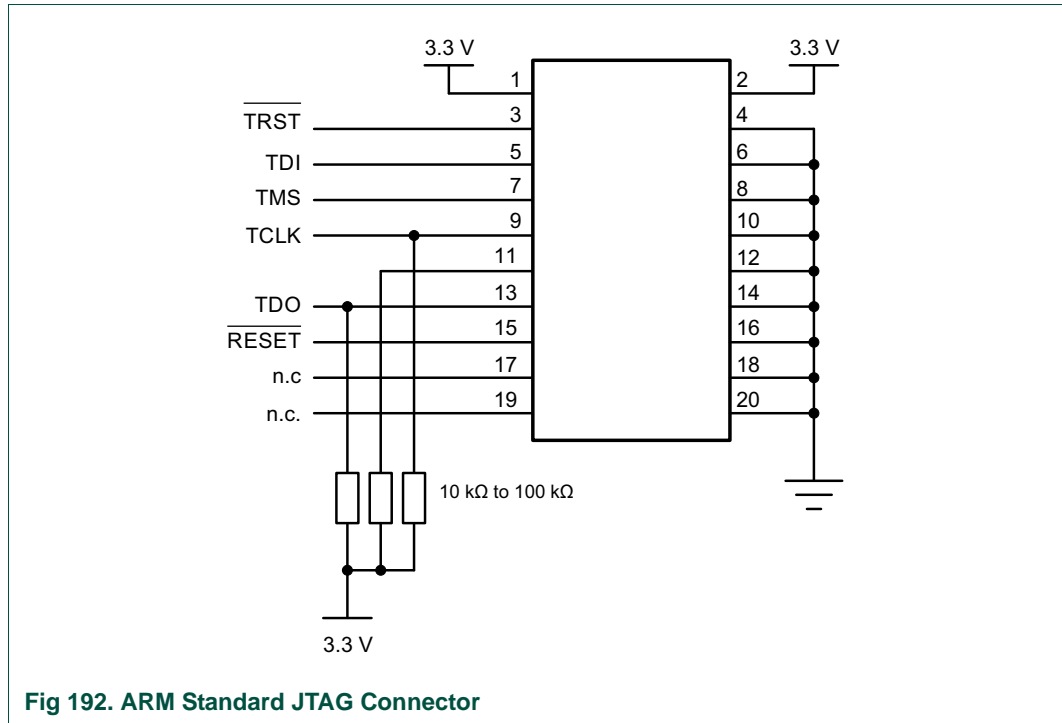 3.3 V
3.3 V
1
2
TRST
3
4
TDI
5
6
TMS
7
8
TCLK
9
10
11
12
TDO
13
14
RESET
15
16
n.c
17
18
n.c.
19
20
10 kΩ to 100 kΩ
3.3 V
Fig 192. ARM Standard JTAG Connector